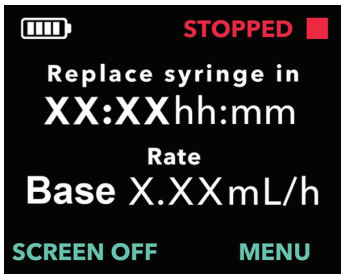 STOPPED
Replace syringe in
XX:XXhh:mm
Rate
Base X.XXmL/h
SCREEN OFF MENU